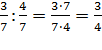 3/7 : 4/7 = 3·7/7·4 = 3/4